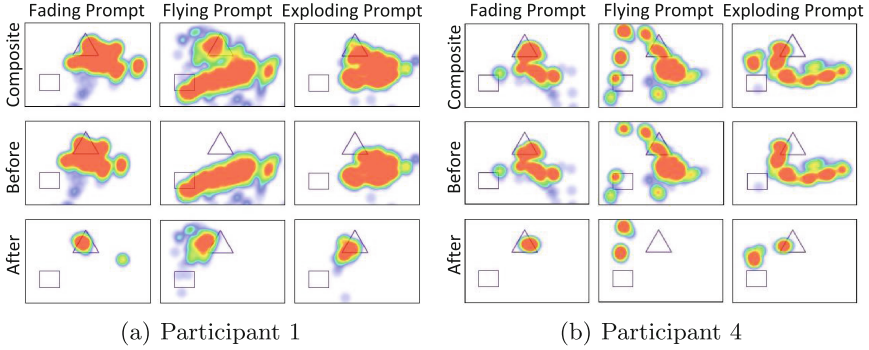 Fading Prompt Flying Prompt Exploding Prompt
Composite
Before
After
(a) Participant 1
Fading Prompt Flying Prompt Exploding Prompt
Composite
Before
After
(b) Participant 4